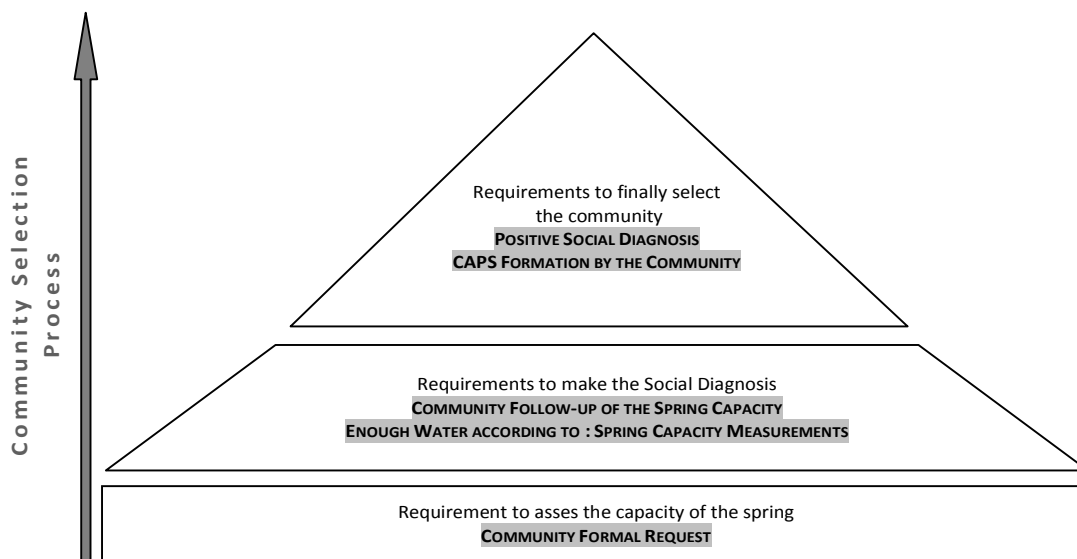 Community Selection
Process
Requirements to finally select
the community
POSITIVE SOCIAL DIAGNOSIS
CAPS FORMATION BY THE COMMUNITY
Requirements to make the Social Diagnosis
COMMUNITY FOLLOW-UP OF THE SPRING CAPACITY
ENOUGH WATER ACCORDING TO : SPRING CAPACITY MEASUREMENTS
Requirement to asses the capacity of the spring
COMMUNITY FORMAL REQUEST